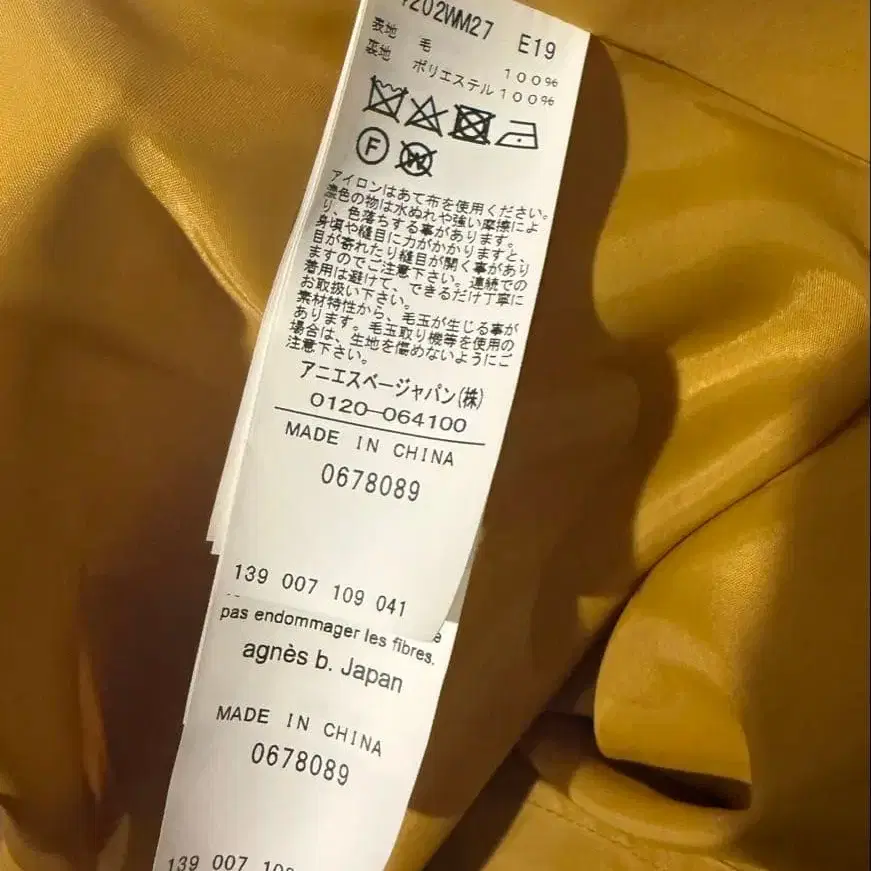 202WM27 E19
表地 毛 100%
裏地 ポリエステル100%
F
W
アイロンはあて布を使用ください。
濃色の物は水ぬれや強い摩擦によ
り、色落ちする事があります。
身頃や縫目に力がかかりますと、
目が寄れたり縫目が開く事があり
ますのでご注意下さい。連続での
着用は避けて、できるだけ丁寧に
お取扱い下さい。
素材特性から、毛玉が生じる事が
あります。毛玉取り機等を使用の
場合は、生地を傷めないようにご
注意下さい。
アニエスベージャパン(株)
0120-064100
MADE IN CHINA
0678089
139 007 109 041
pas endommager les fibres.
agnès b. Japan
MADE IN CHINA
0678089
139 007